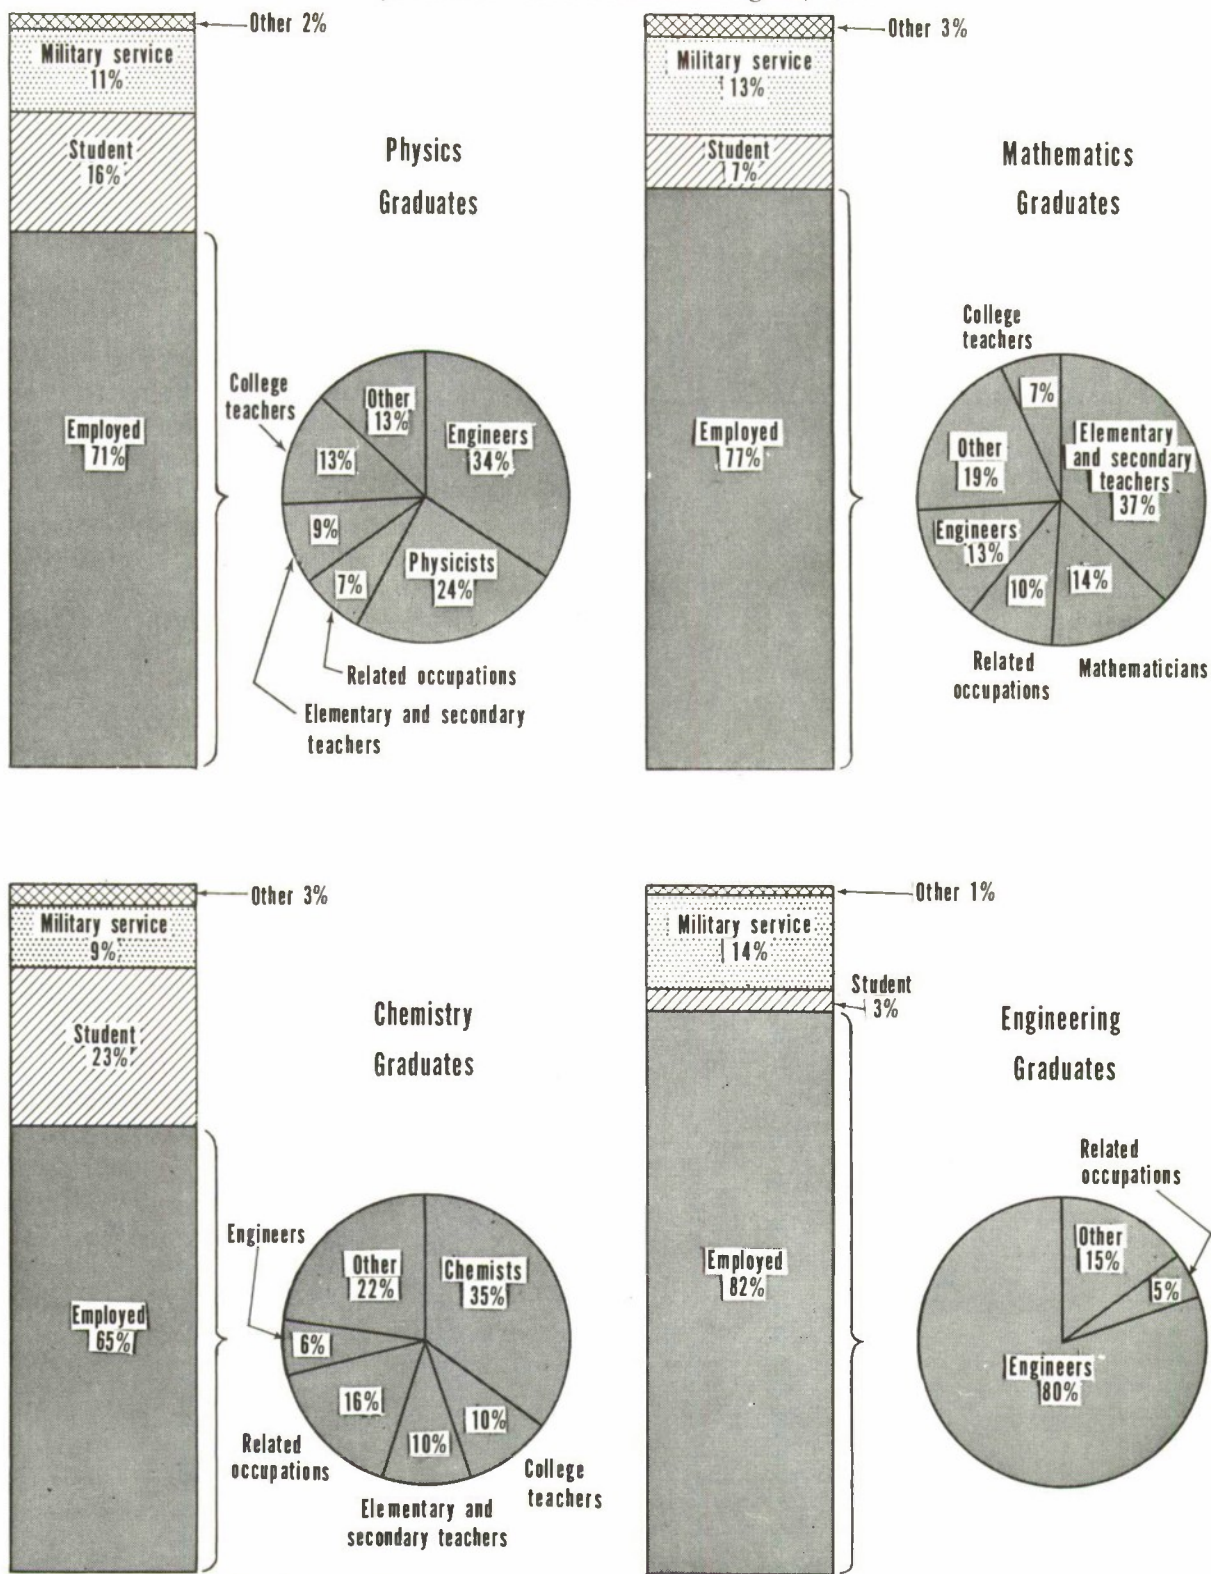 Other 2%
Military service
11%
Student
16%
Physics
Graduates
Employed
71%
College
teachers
Other
13%
Engineers
34%
13%
9%
7%
Physicists
24%
Related occupations
Elementary and secondary
teachers
Other 3%
Military service
13%
Student
7%
Mathematics
Graduates
Employed
77%
College
teachers
7%
Elementary
and secondary
teachers
37%
Other
19%
Engineers
13%
10%
14%
Related
occupations
Mathematicians
Other 3%
Military service
9%
Student
23%
Chemistry
Graduates
Employed
65%
Engineers
Other
22%
Chemists
35%
6%
16%
10%
10%
Related
occupations
College
teachers
Elementary and
secondary teachers
Other 1%
Military service
14%
Student
3%
Engineering
Graduates
Employed
82%
Related
occupations
Other
15%
5%
Engineers
80%